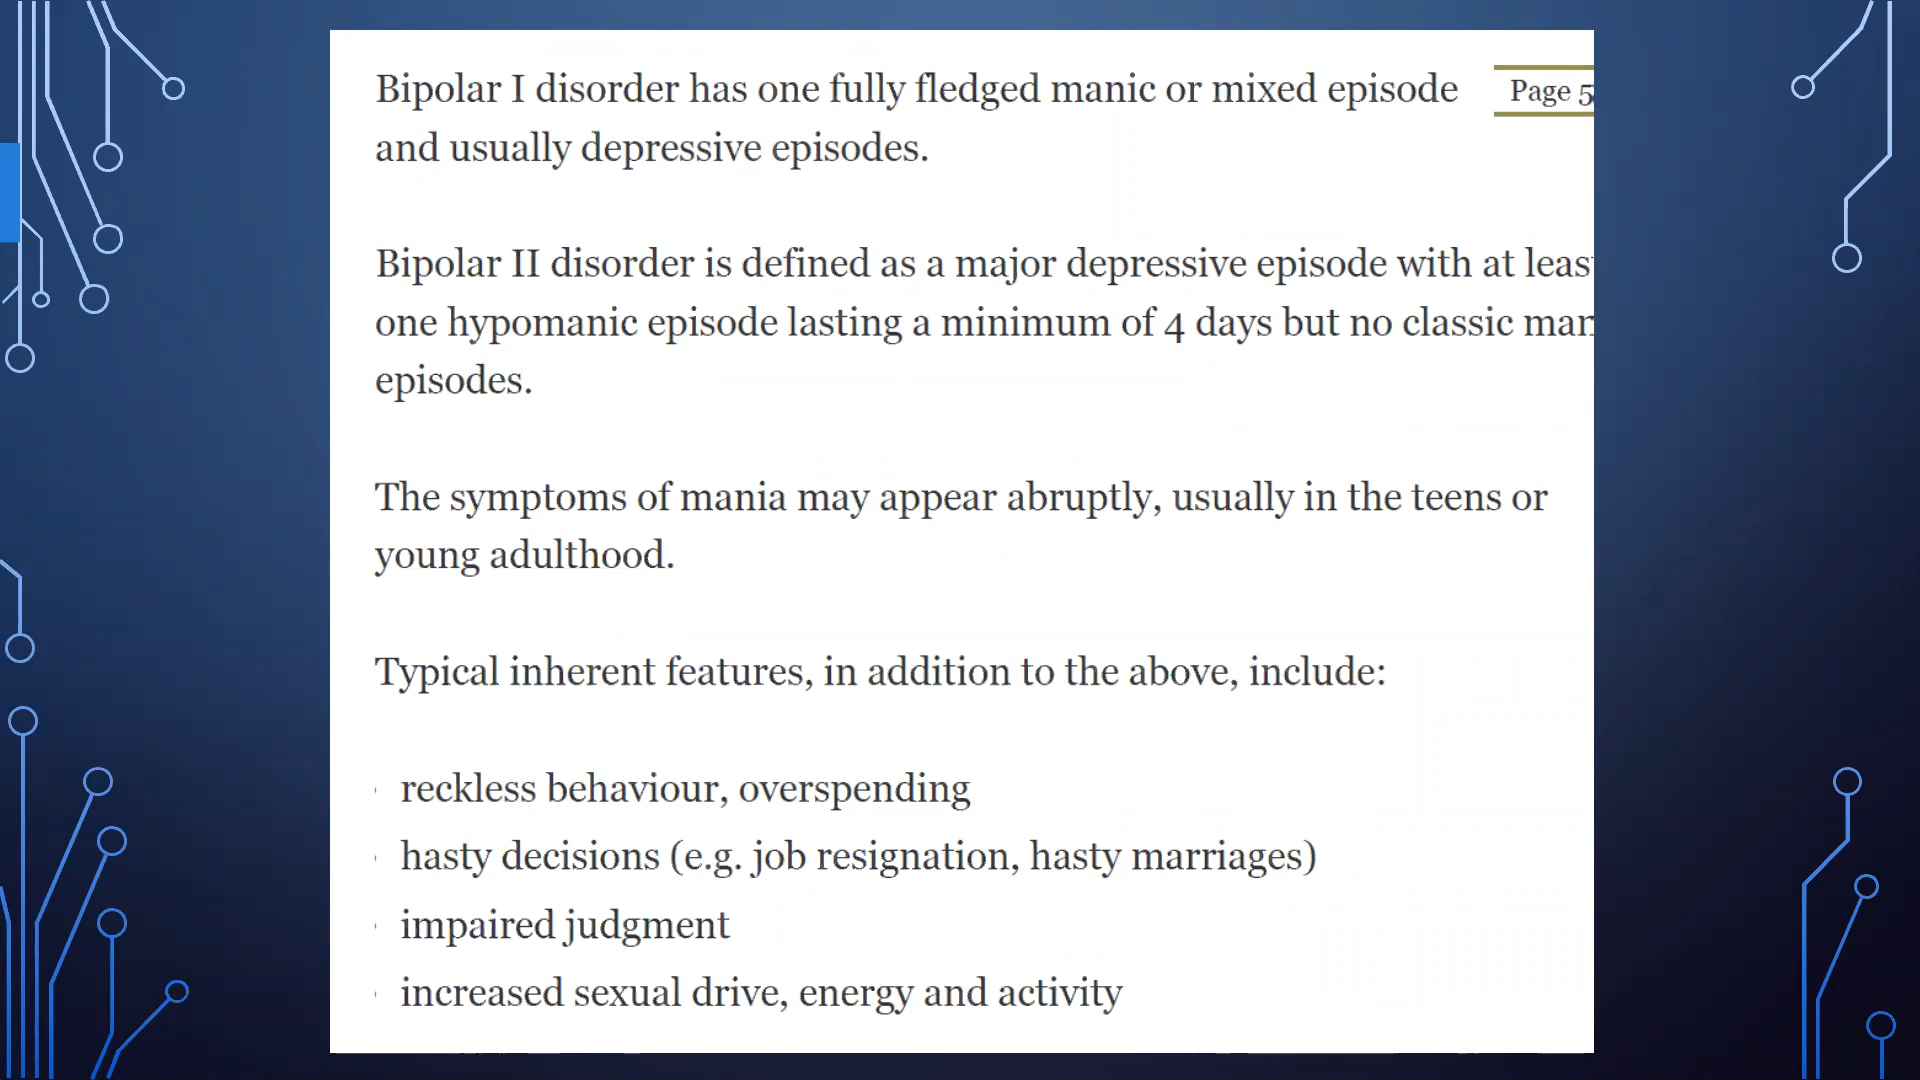 Bipolar I disorder has one fully fledged manic or mixed episode
Page 5
and usually depressive episodes.
Bipolar II disorder is defined as a major depressive episode with at
one hypomanic episode lasting a minimum of 4 days but no classic
episodes.
The symptoms of mania may appear abruptly, usually in the teens or
young adulthood.
Typical inherent features, in addition to the above, include:
reckless behaviour, overspending
hasty decisions (e.g. job resignation, hasty marriages)
impaired judgment
increased sexual drive, energy and activity